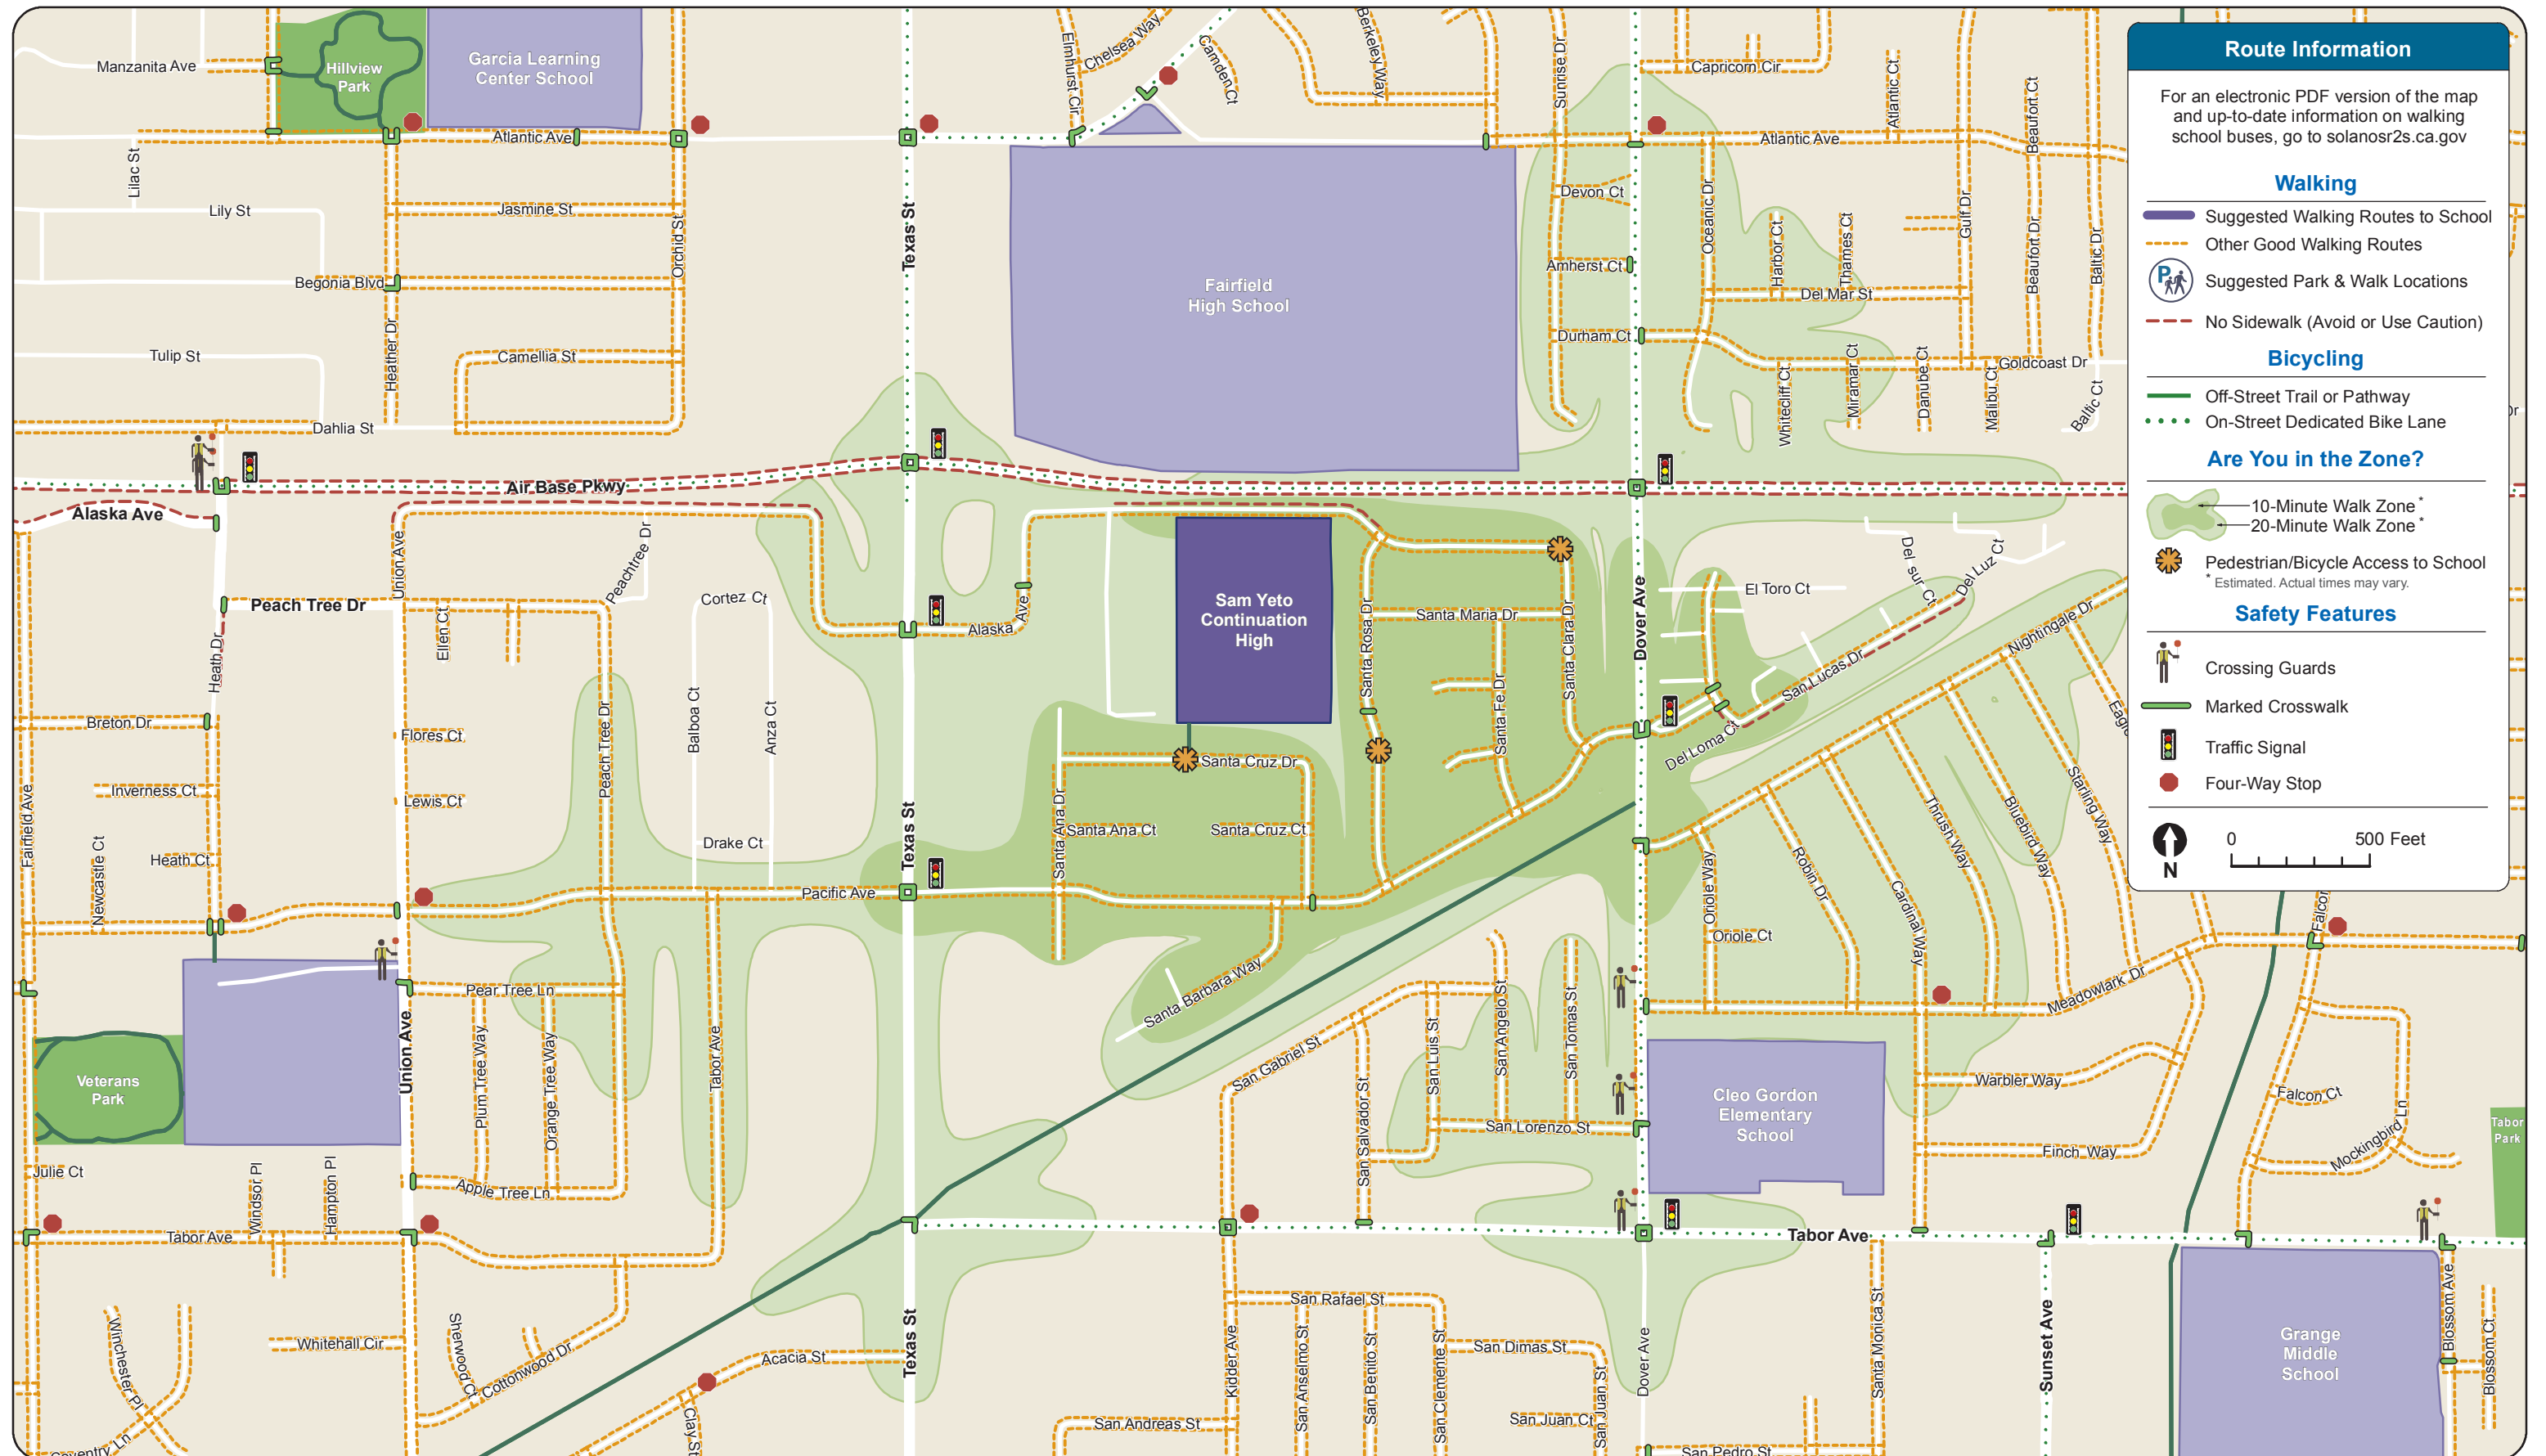 Manzanita Ave
Hillview
Park
Garcia Learning
Center School
Elmhurst Cir
Chelsea Way
Camden Ct
Berkeley Way
Sunrise Dr
Capricorn Cir
Atlantic Ct
Beaufort Ct
Lilac St
Atlantic Ave
Atlantic Ave
Lily St
Jasmine St
Orchid St
Texas St
Devon Ct
Oceanic Dr
Harbor Ct
Thames Ct
Gulf Dr
Beaufort Dr
Baltic Dr
Begonia Blvd
Fairfield
High School
Amherst Ct
Del Mar St
Tulip St
Heather Dr
Camellia St
Durham Ct
Whitecliff Ct
Miramar Ct
Danube Ct
Malibu Ct
Goldcoast Dr
Baltic Ct
Dahlia St
Air Base Pkwy
Alaska Ave
Union Ave
Peachtree Dr
Peach Tree Dr
Ellen Ct
Cortez Ct
Alaska
Ave
Sam Yeto
Continuation
High
Santa Rosa Dr
Santa Maria Dr
Santa Clara Dr
Santa Fe Dr
Dover Ave
El Toro Ct
Del sur Ct
Del Luz Ct
San Lucas Dr
Del Loma Ct
Nightingale Dr
Heath Dr
Breton Dr
Flores Ct
Balboa Ct
Anza Ct
Peach Tree Dr
Inverness Ct
Lewis Ct
Santa Cruz Dr
Santa Ana Dr
Santa Ana Ct
Santa Cruz Ct
Fairfield Ave
Newcastle Ct
Heath Ct
Drake Ct
Texas St
Pacific Ave
Oriole Way
Robin Dr
Cardinal Way
Thrush Way
Bluebird Way
Starling Way
Oriole Ct
Meadowlark Dr
Pear Tree Ln
Santa Barbara Way
Union Ave
Plum Tree Way
Orange Tree Way
Tabor Ave
San Gabriel St
San Salvador St
San Luis St
San Angelo St
San Tomas St
San Lorenzo St
Veterans
Park
Cleo Gordon
Elementary
School
Warbler Way
Finch Way
Falcon Ct
Mockingbird Ln
Tabor
Park
Julie Ct
Windsor Pl
Hampton Pl
Apple Tree Ln
Tabor Ave
Tabor Ave
Winchester Pl
Whitehall Cir
Sherwood Ct
Cottonwood Dr
Coventry Ln
Clay St
Acacia St
Texas St
San Andreas St
Kidder Ave
San Rafael St
San Anselmo St
San Benito St
San Clemente St
San Dimas St
San Juan Ct
San Juan St
Dover Ave
San Pedro St
Santa Monica St
Sunset Ave
Grange
Middle
School
Blossom Ave
Blossom Ct
Route Information
For an electronic PDF version of the map
and up-to-date information on walking
school buses, go to solanosr2s.ca.gov
Walking
Suggested Walking Routes to School
Other Good Walking Routes
P
Suggested Park & Walk Locations
No Sidewalk (Avoid or Use Caution)
Bicycling
Off-Street Trail or Pathway
On-Street Dedicated Bike Lane
Are You in the Zone?
10-Minute Walk Zone*
20-Minute Walk Zone*
Pedestrian/Bicycle Access to School
* Estimated. Actual times may vary.
Safety Features
Crossing Guards
Marked Crosswalk
Traffic Signal
Four-Way Stop
N
0 500 Feet